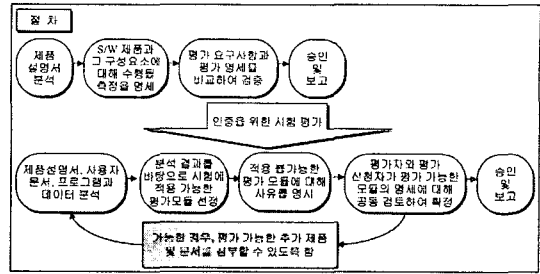 절 차
제품
설명서
분석
S/W 제품과
그 구성요소에
대해 수행될
측정을 명세
평가 요구사항과
평가 명세를
비교하여 검증
승인
및
보고
인증을 위한 시험 평가
제품설명서, 사용자
문서, 프로그램과
데이터 분석
분석 결과를
바탕으로 시험에
적용 가능한
평가모듈 선정
적용 불가능한
평가 모듈에 대해
사유를 명시
평가자와 평가
신청자가 평가 가능한
모듈의 명세에 대해
공동 검토하여 확정
승인
및
보고
가능한 경우, 평가 가능한 추가 제품
및 문서를 첨부할 수 있도록 함